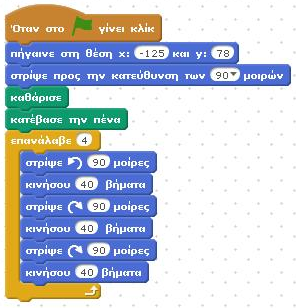 Όταν στο γίνει κλίκ
πήγαινε στη θέση x: -125 και y: 78
στρίψε προς την κατεύθυνση των 90 μοιρών
καθάρισε
κατέβασε την πένα
επανάλαβε 4
στρίψε 90 μοίρες
κινήσου 40 βήματα
στρίψε 90 μοίρες
κινήσου 40 βήματα
στρίψε 90 μοίρες
κινήσου 40 βήματα